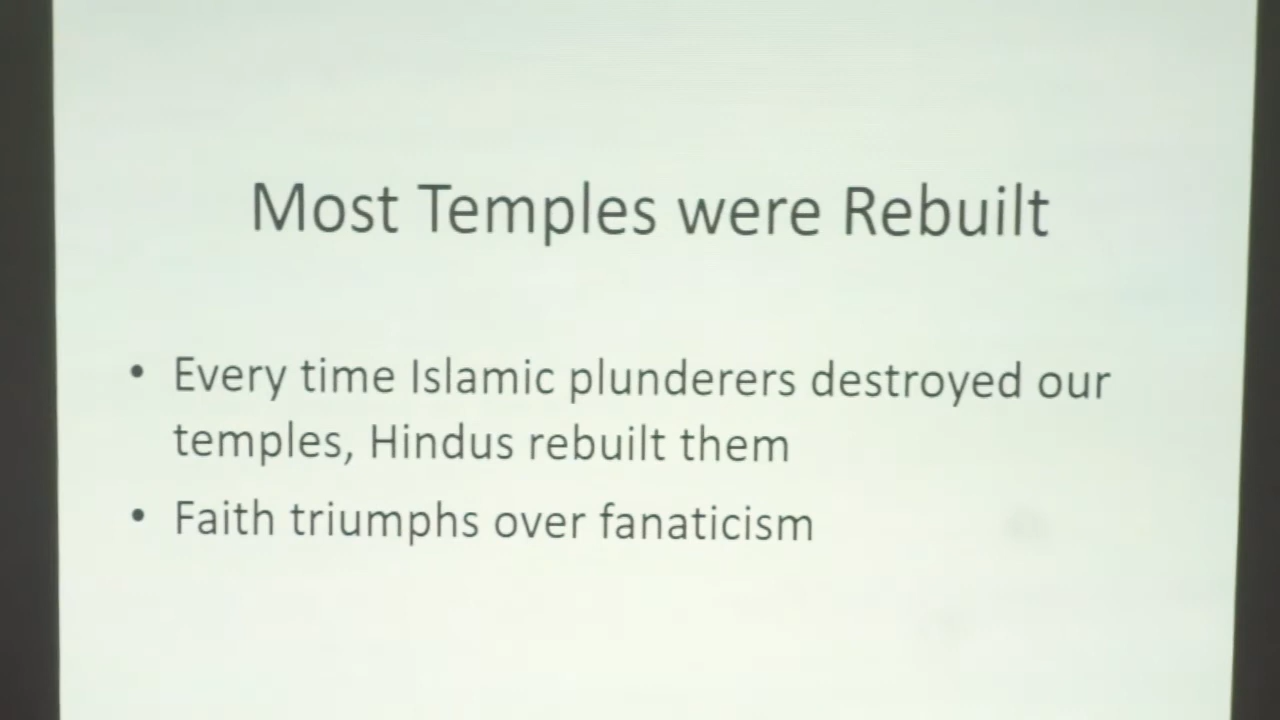 Most Temples were Rebuilt
• Every time Islamic plunderers destroyed our
temples, Hindus rebuilt them
• Faith triumphs over fanaticism